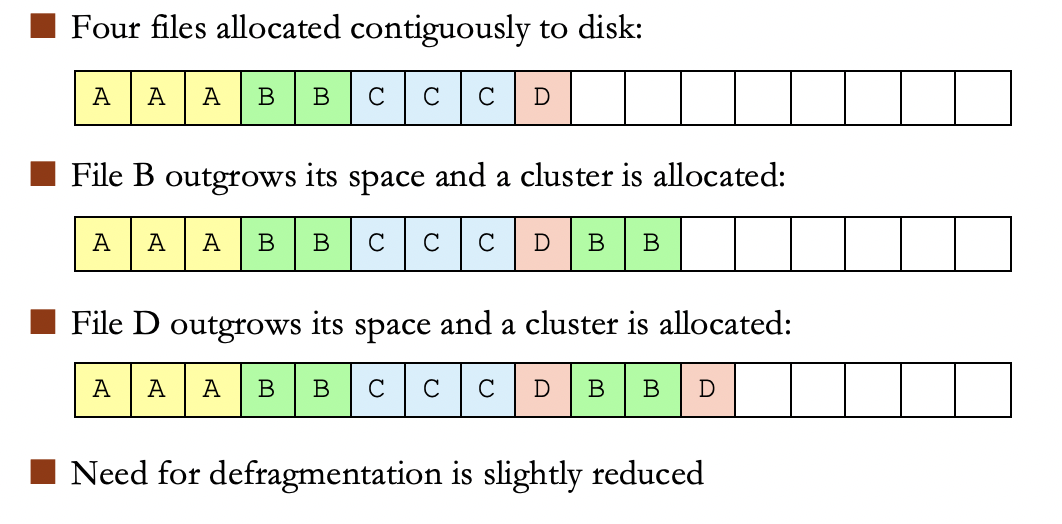 Four files allocated contiguously to disk:
A A A B B C C C D
File B outgrows its space and a cluster is allocated:
A A A B B C C C D B B
File D outgrows its space and a cluster is allocated:
A A A B B C C C D B B D
Need for defragmentation is slightly reduced